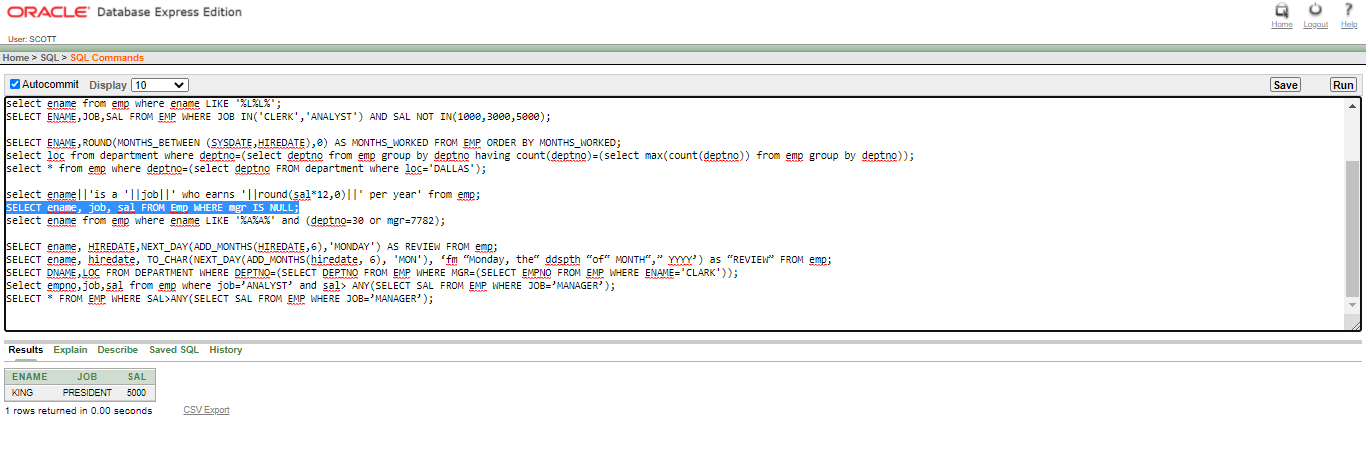 ORACLE Database Express Edition
Home Logout Help
User: SCOTT
Home > SQL > SQL Commands
Autocommit Display 10 Save Run
select ename from emp where ename LIKE '%L%L%';
SELECT ENAME,JOB,SAL FROM EMP WHERE JOB IN('CLERK','ANALYST') AND SAL NOT IN(1000,3000,5000);
SELECT ENAME,ROUND(MONTHS_BETWEEN (SYSDATE,HIREDATE),0) AS MONTHS_WORKED FROM EMP ORDER BY MONTHS_WORKED;
select loc from department where deptno=(select deptno from emp group by deptno having count(deptno)=(select max(count(deptno)) from emp group by deptno));
select * from emp where deptno=(select deptno FROM department where loc='DALLAS');
select ename||'is a '||job||' who earns '||round(sal*12,0)||' per year' from emp;
SELECT ename, job, sal FROM Emp WHERE mgr IS NULL;
select ename from emp where ename LIKE '%A%A%' and (deptno=30 or mgr=7782);
SELECT ename, HIREDATE,NEXT_DAY(ADD_MONTHS(HIREDATE,6),'MONDAY') AS REVIEW FROM emp;
SELECT ename, hiredate, TO_CHAR(NEXT_DAY(ADD_MONTHS(hiredate, 6), 'MON'), ‘fm “Monday, the“ ddspth “of“ MONTH“,” YYYY’) as “REVIEW” FROM emp;
SELECT DNAME,LOC FROM DEPARTMENT WHERE DEPTNO=(SELECT DEPTNO FROM EMP WHERE MGR=(SELECT EMPNO FROM EMP WHERE ENAME='CLARK'));
Select empno,job,sal from emp where job=’ANALYST’ and sal> ANY(SELECT SAL FROM EMP WHERE JOB=’MANAGER’);
SELECT * FROM EMP WHERE SAL>ANY(SELECT SAL FROM EMP WHERE JOB=’MANAGER’);
Results Explain Describe Saved SQL History
ENAME JOB SAL
KING PRESIDENT 5000
1 rows returned in 0.00 seconds CSV Export